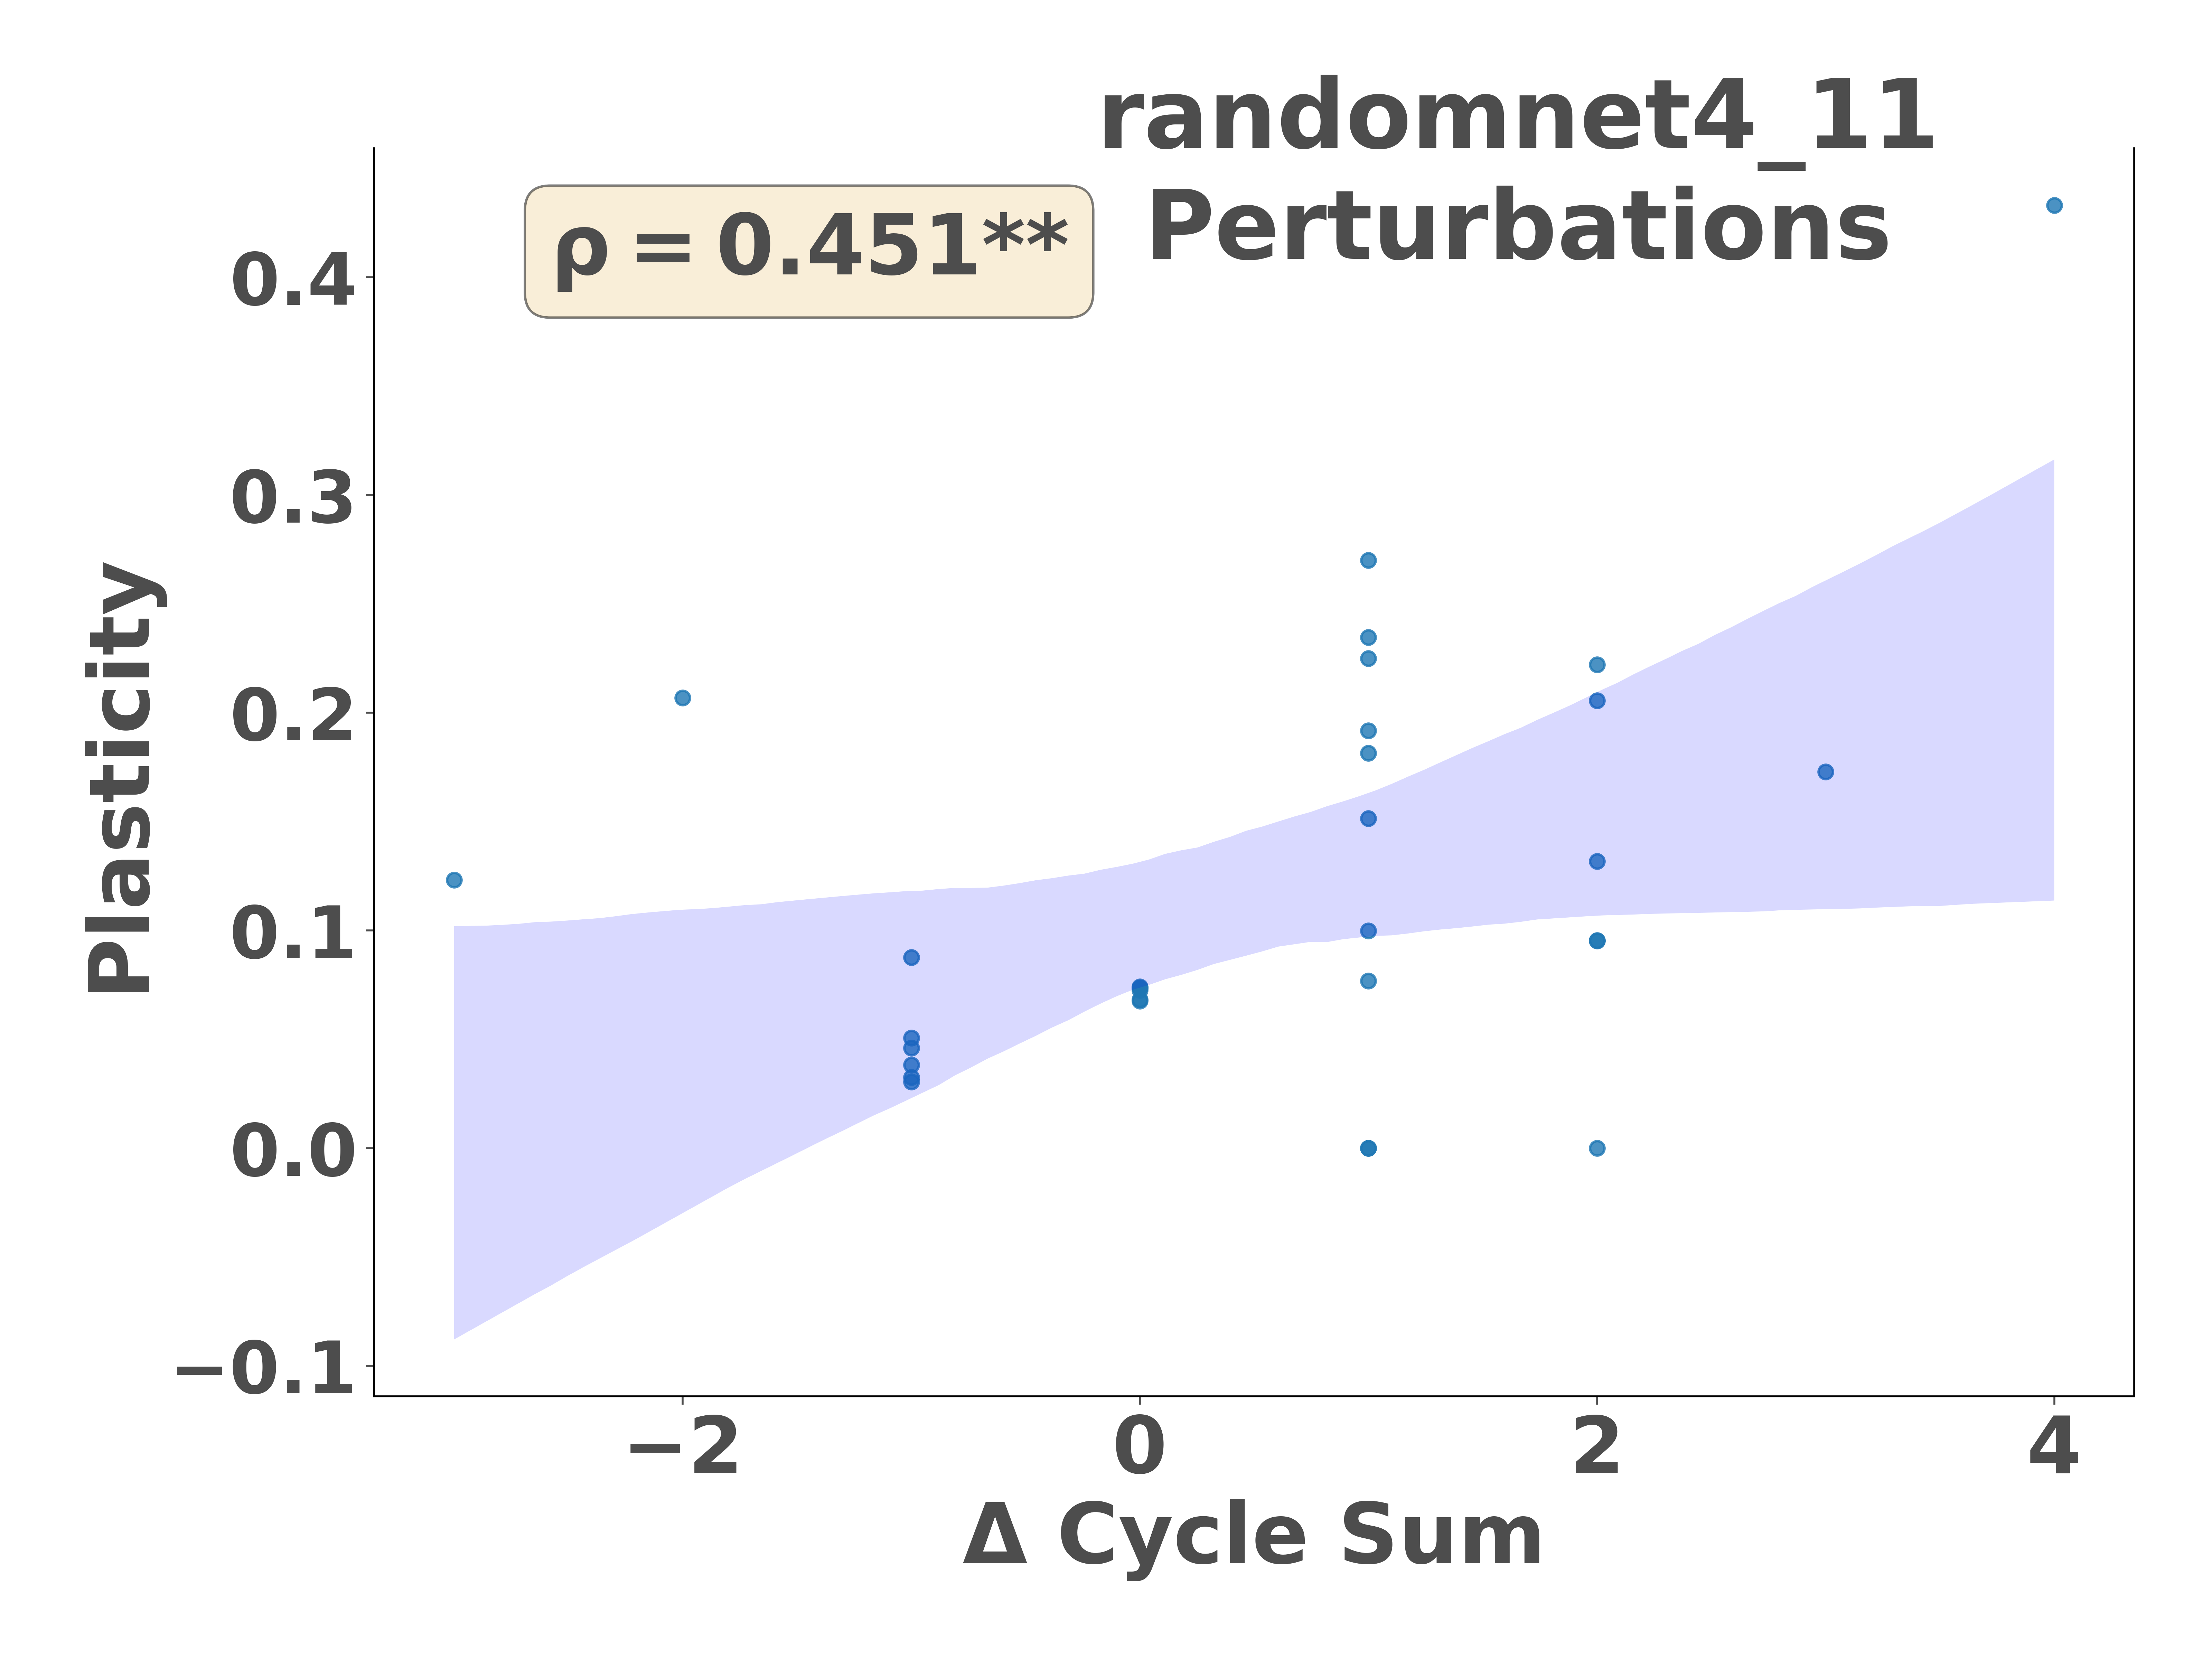 randomnet4_11
Perturbations
ρ = 0.451**
Plasticity
0.4
0.3
0.2
0.1
0.0
−0.1
−2 0 2 4
Δ Cycle Sum